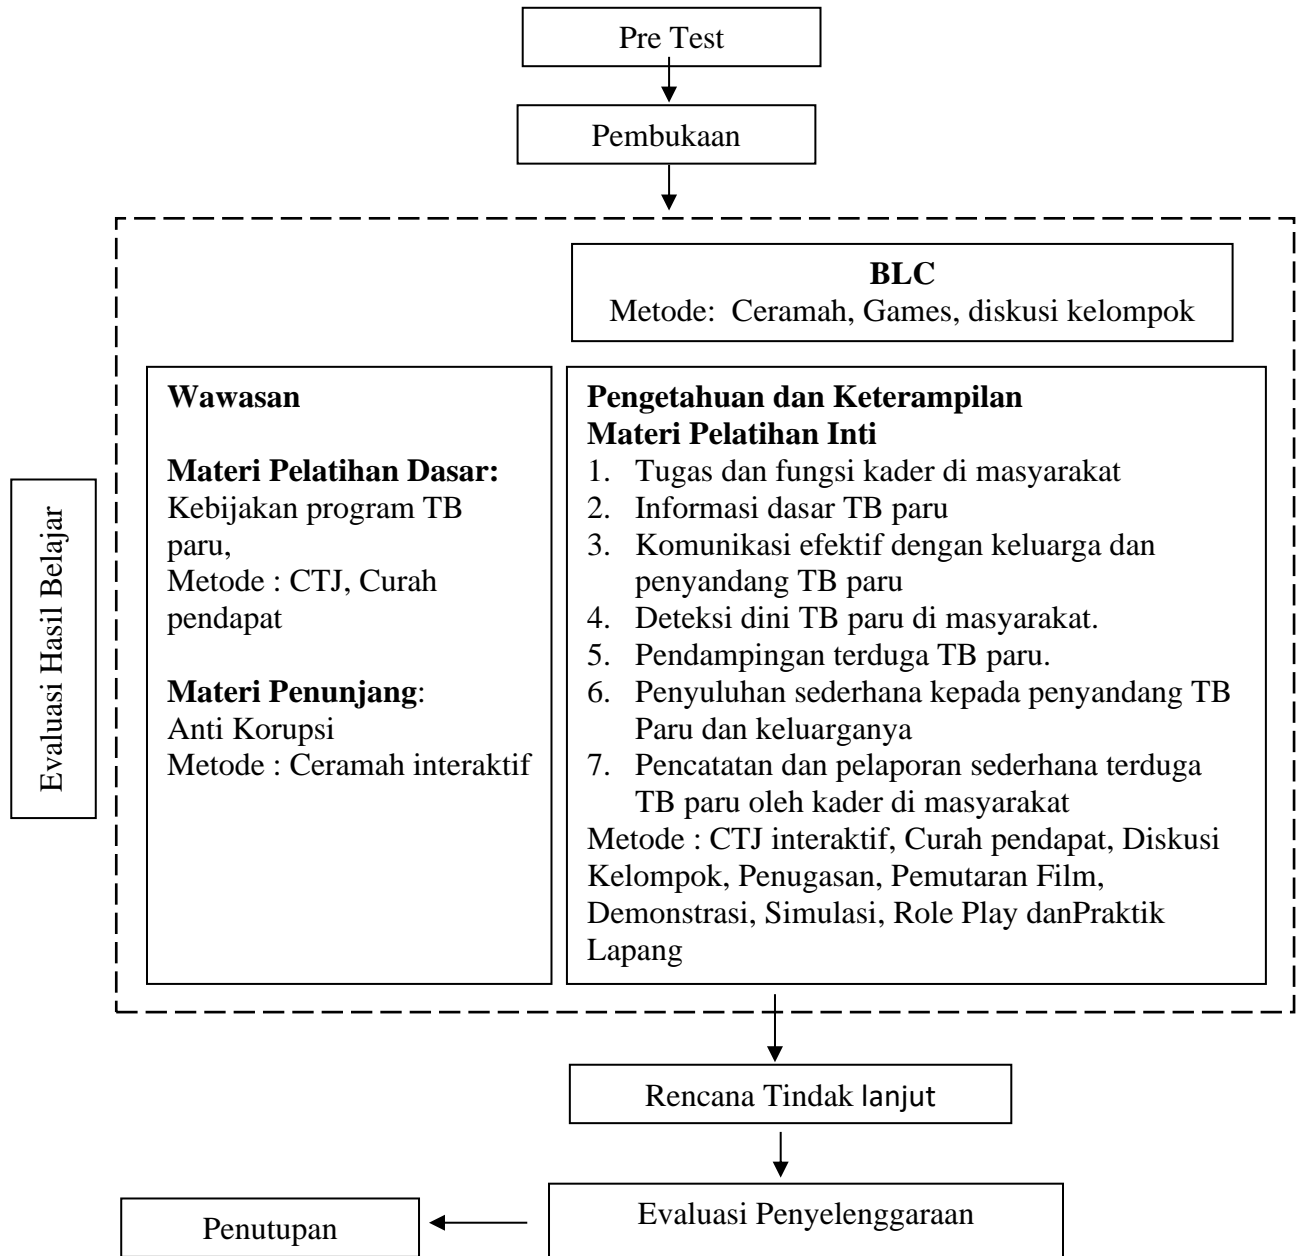 Pre Test
Pembukaan
BLC
Metode:  Ceramah, Games, diskusi kelompok
Evaluasi Hasil Belajar
Wawasan
Materi Pelatihan Dasar:
Kebijakan program TB
paru,
Metode : CTJ, Curah
pendapat
Materi Penunjang:
Anti Korupsi
Metode : Ceramah interaktif
Pengetahuan dan Keterampilan
Materi Pelatihan Inti
1. Tugas dan fungsi kader di masyarakat
2. Informasi dasar TB paru
3. Komunikasi efektif dengan keluarga dan
penyandang TB paru
4. Deteksi dini TB paru di masyarakat.
5. Pendampingan terduga TB paru.
6. Penyuluhan sederhana kepada penyandang TB
Paru dan keluarganya
7. Pencatatan dan pelaporan sederhana terduga
TB paru oleh kader di masyarakat
Metode : CTJ interaktif, Curah pendapat, Diskusi
Kelompok, Penugasan, Pemutaran Film,
Demonstrasi, Simulasi, Role Play danPraktik
Lapang
Rencana Tindak lanjut
Evaluasi Penyelenggaraan
Penutupan